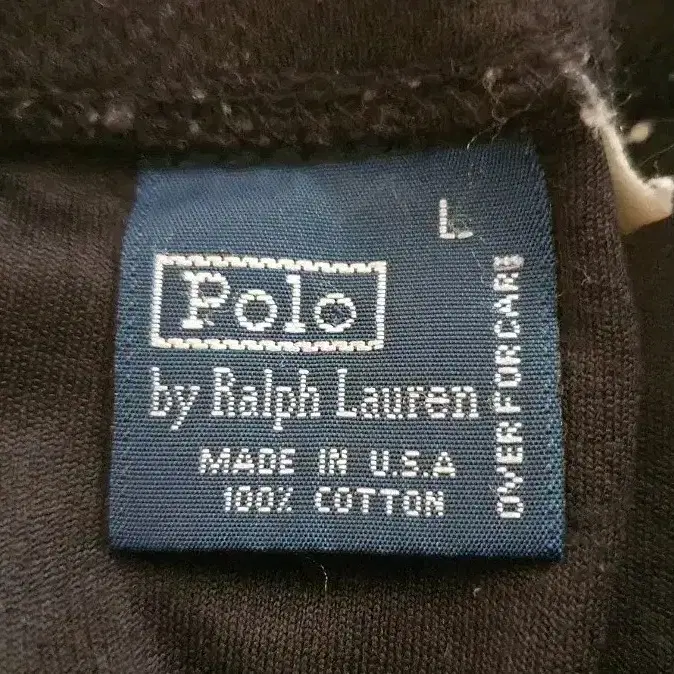 L
Polo
by Ralph Lauren
MADE IN U.S.A
100% COTTON
OVER FOR CARE